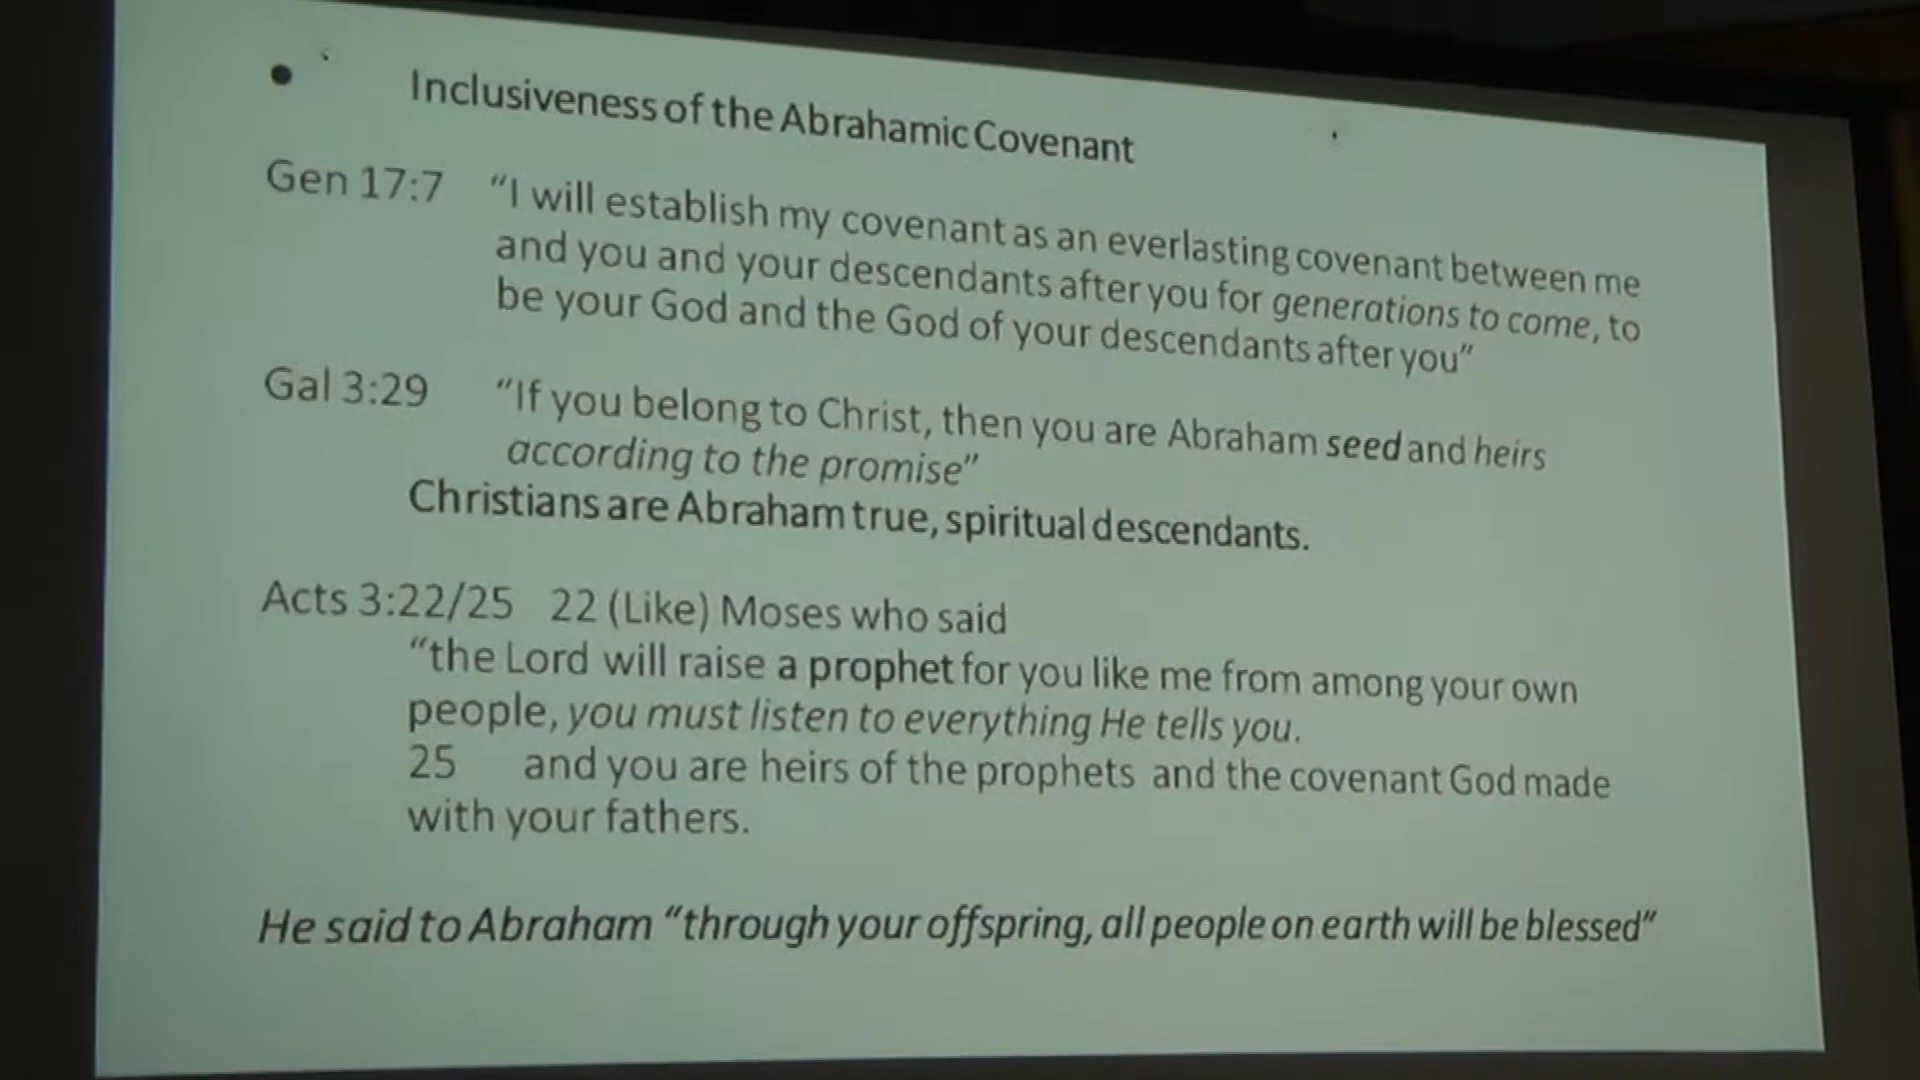 • Inclusiveness of the Abrahamic Covenant
Gen 17:7 “I will establish my covenant as an everlasting covenant between me
and you and your descendants after you for generations to come, to
be your God and the God of your descendants after you”
Gal 3:29 “If you belong to Christ, then you are Abraham seed and heirs
according to the promise”
Christians are Abraham true, spiritual descendants.
Acts 3:22/25 22 (Like) Moses who said
“the Lord will raise a prophet for you like me from among your own
people, you must listen to everything He tells you.
25 and you are heirs of the prophets and the covenant God made
with your fathers.
He said to Abraham “through your offspring, all people on earth will be blessed”